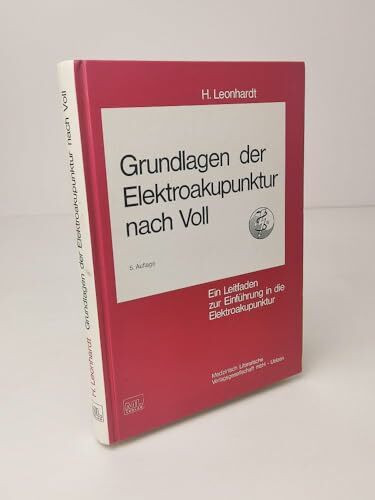 H. Leonhardt
Grundlagen der
Elektroakupunktur
nach Voll
5. Auflage
Ein Leitfaden
zur Einführung in die
Elektroakupunktur
Medizinisch Literarische
Verlagsgesellschaft mbH - Uelzen
H. Leonhardt Grundlagen der Elektroakupunktur nach Voll
ML